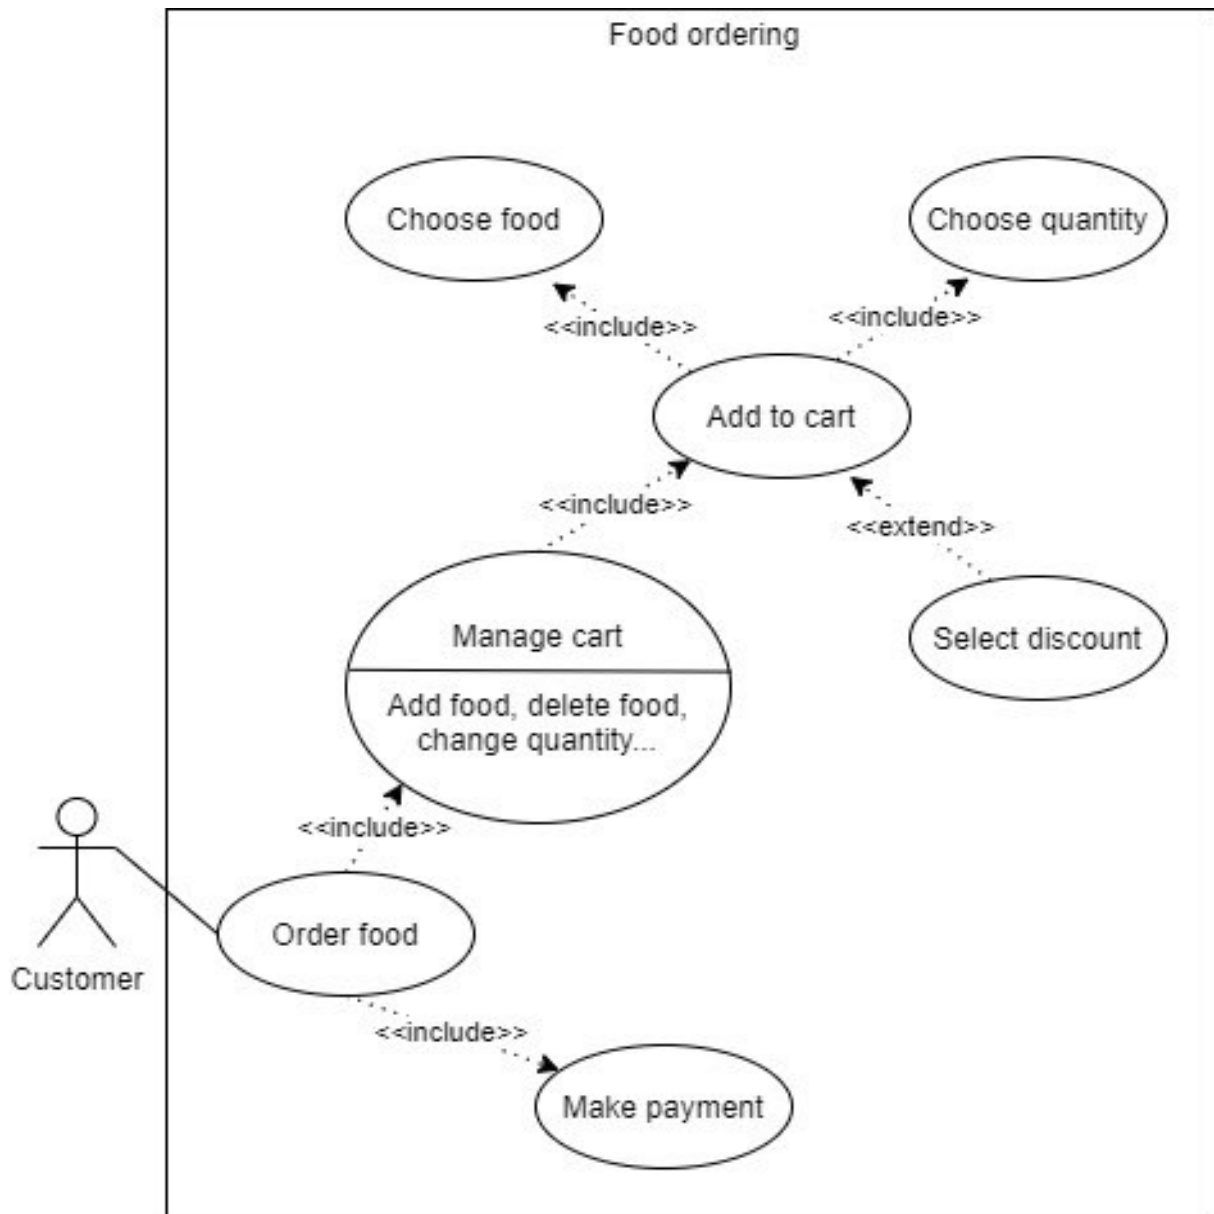 Food ordering
Choose food
Choose quantity
<<include>>
<<include>>
Add to cart
<<include>>
<<extend>>
Manage cart
Select discount
Add food, delete food,
change quantity...
<<include>>
Order food
Customer
<<include>>
Make payment